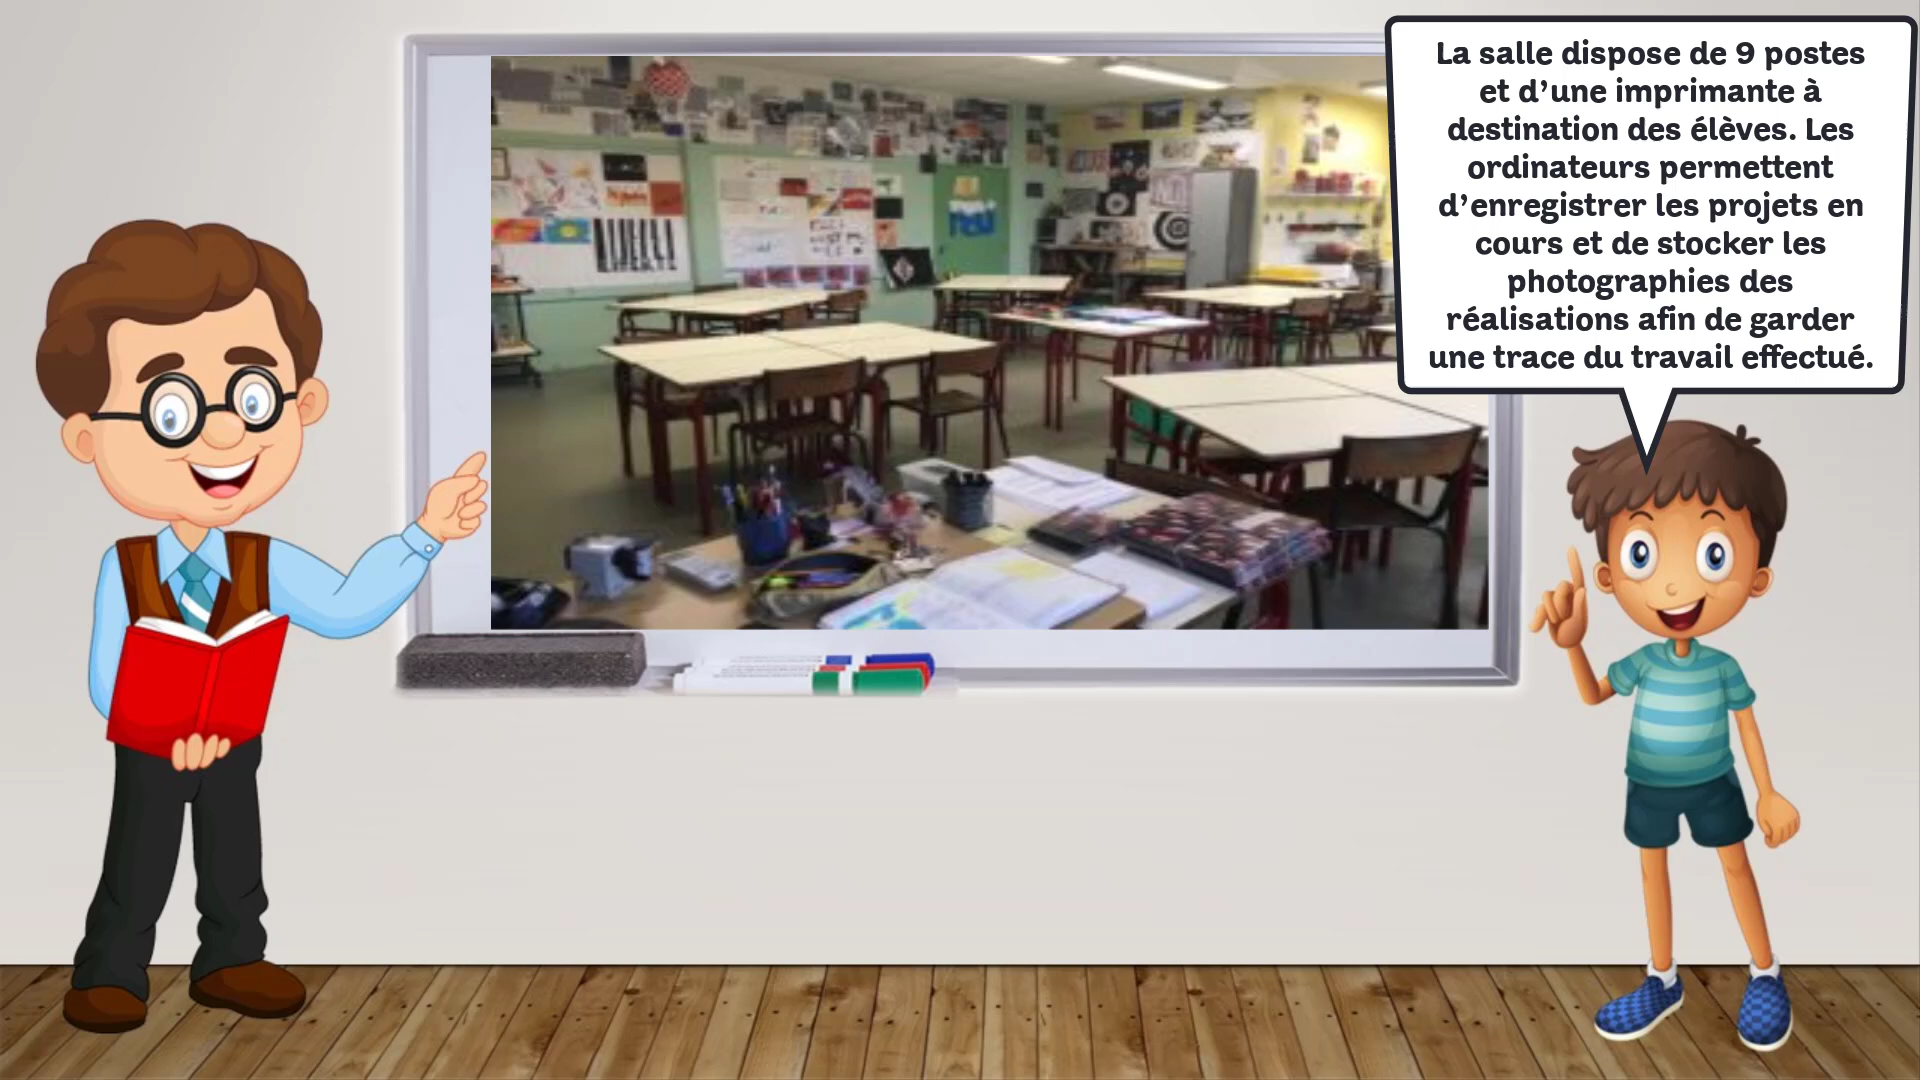 La salle dispose de 9 postes
et d’une imprimante à
destination des élèves. Les
ordinateurs permettent
d’enregistrer les projets en
cours et de stocker les
photographies des
réalisations afin de garder
une trace du travail effectué.